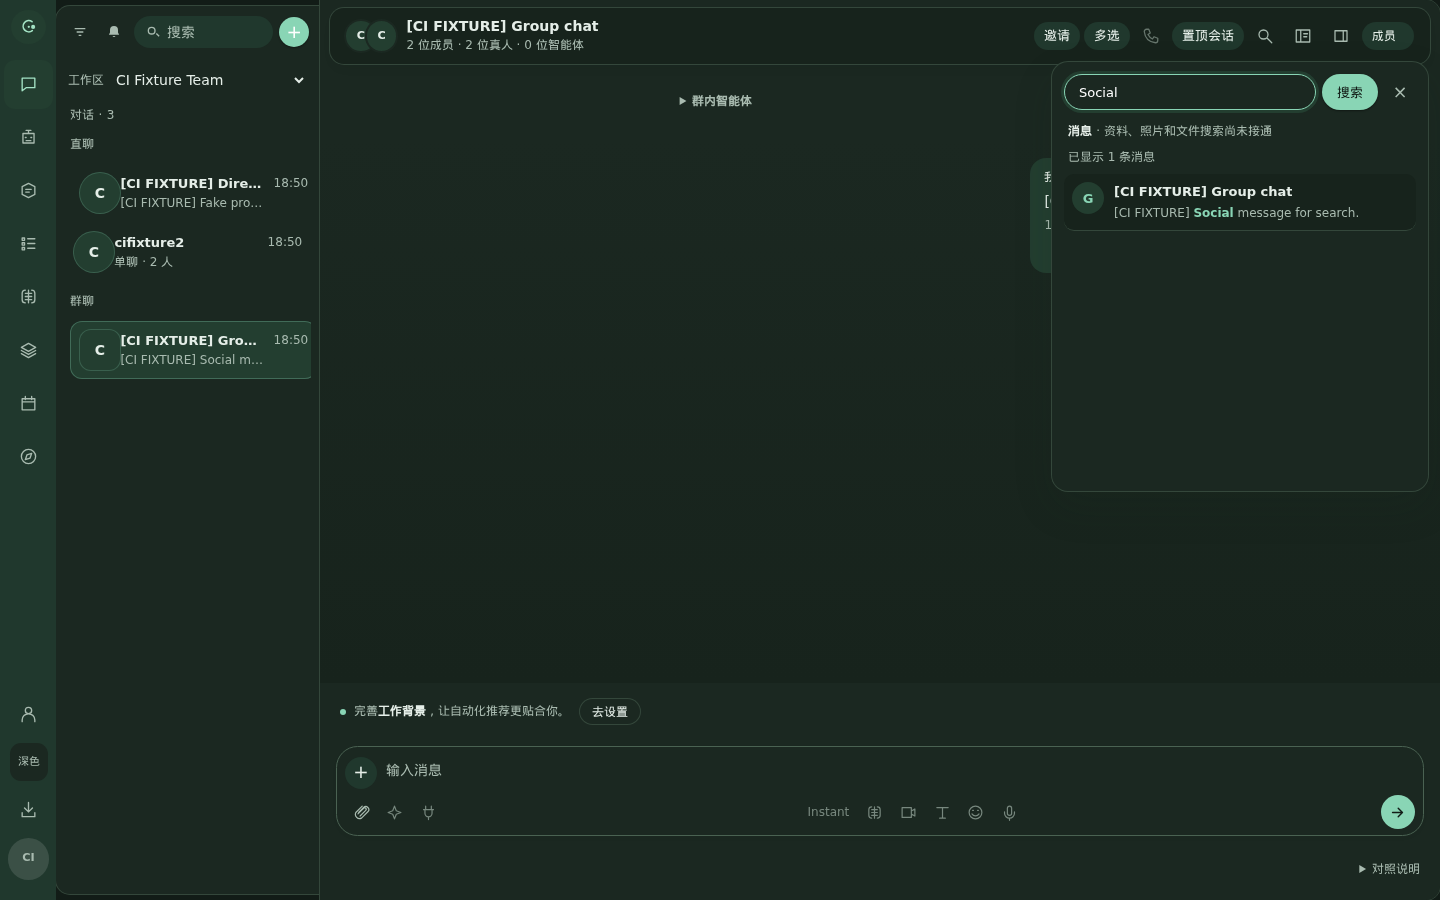 搜索
工作区 CI Fixture Team
对话 · 3
直聊
C
[CI FIXTURE] Dire… 18:50
[CI FIXTURE] Fake pro…
C
cifixture2 18:50
单聊 · 2 人
群聊
C
[CI FIXTURE] Gro… 18:50
[CI FIXTURE] Social m…
深色
CI
C C
[CI FIXTURE] Group chat
2 位成员 · 2 位真人 · 0 位智能体
邀请 多选 置顶会话 成员
群内智能体
Social 搜索
消息 · 资料、照片和文件搜索尚未接通
已显示 1 条消息
G
[CI FIXTURE] Group chat
[CI FIXTURE] Social message for search.
完善工作背景，让自动化推荐更贴合你。 去设置
输入消息
Instant
对照说明